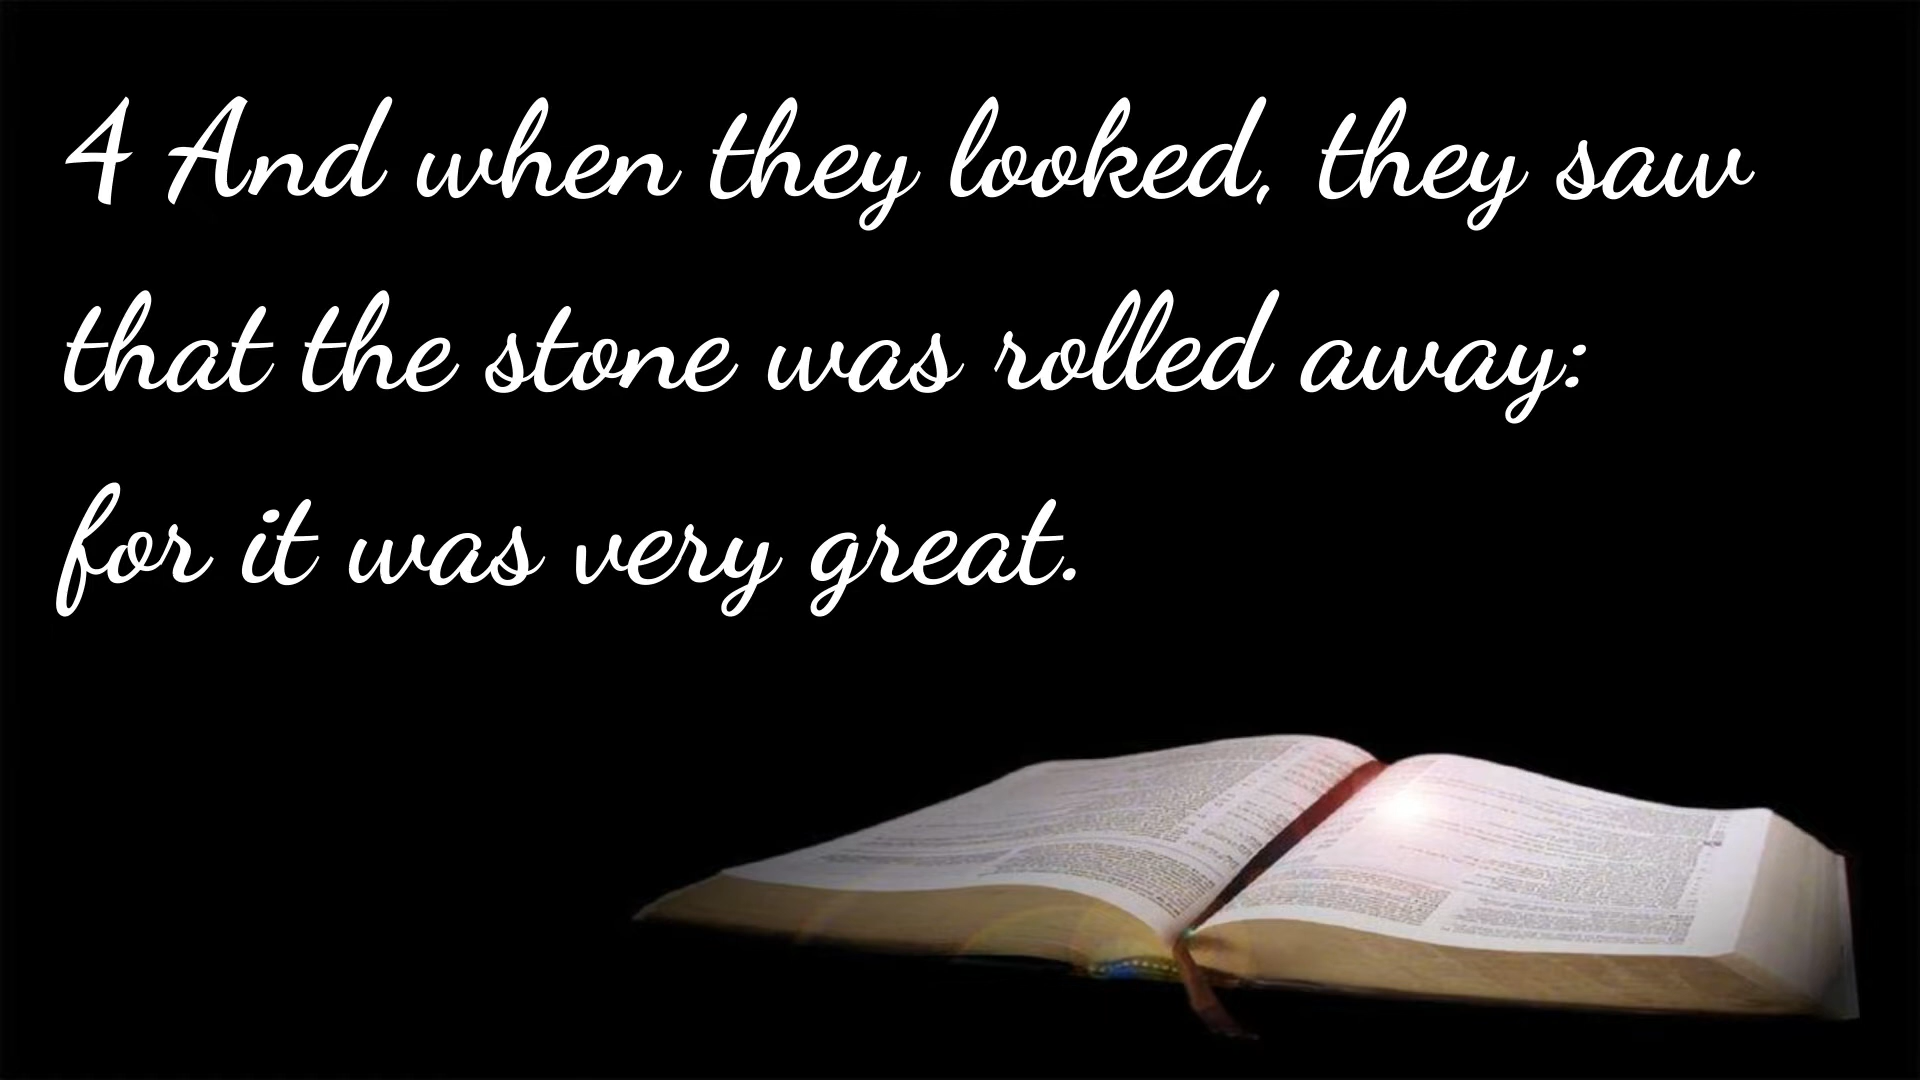 4 And when they looked, they saw
that the stone was rolled away:
for it was very great.